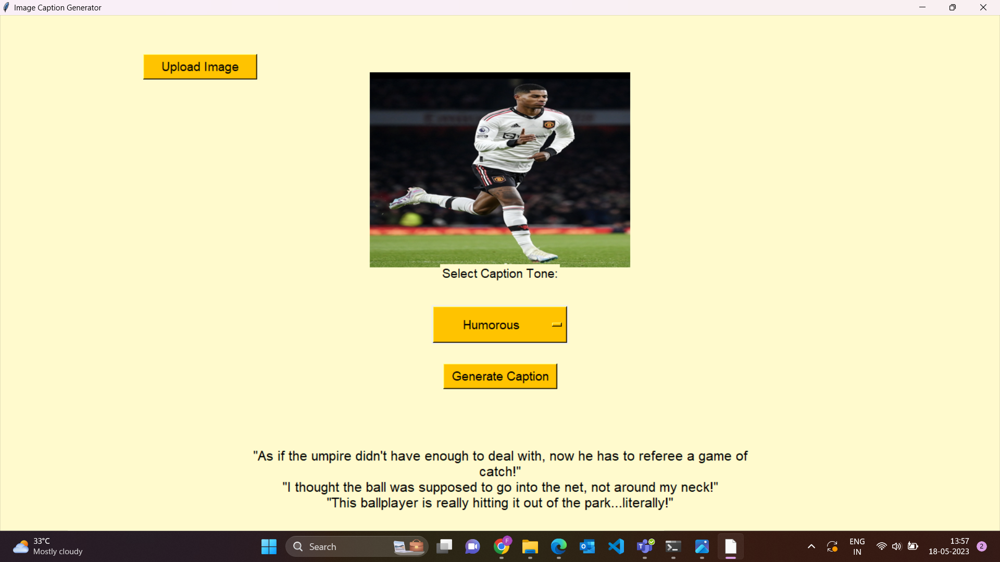 Image Caption Generator
Upload Image
Select Caption Tone:
Humorous
Generate Caption
"As if the umpire didn't have enough to deal with, now he has to referee a game of
catch!"
"I thought the ball was supposed to go into the net, not around my neck!"
"This ballplayer is really hitting it out of the park...literally!"
33°C
Mostly cloudy
Search
F
ENG
IN
13:57
18-05-2023
2